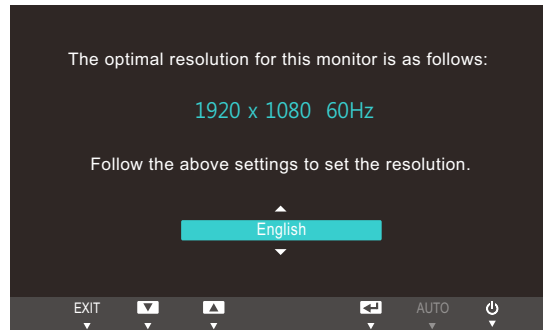 The optimal resolution for this monitor is as follows:
1920 x 1080 60Hz
Follow the above settings to set the resolution.
English
EXIT AUTO